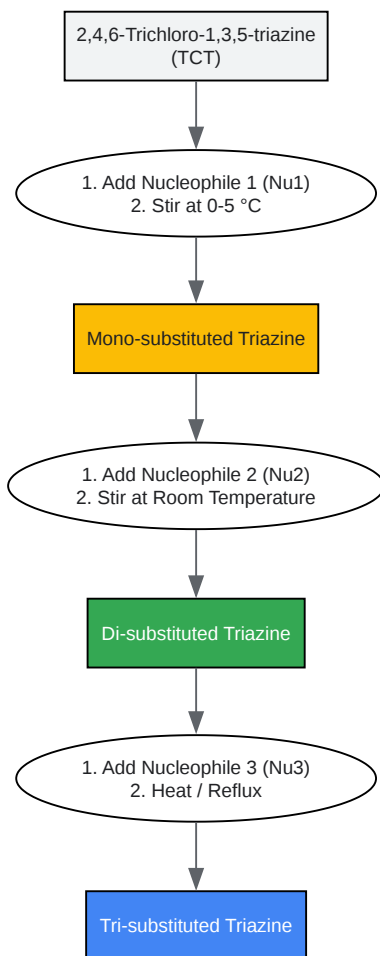 2,4,6-Trichloro-1,3,5-triazine
(TCT)
1. Add Nucleophile 1 (Nu1)
2. Stir at 0-5 °C
Mono-substituted Triazine
1. Add Nucleophile 2 (Nu2)
2. Stir at Room Temperature
Di-substituted Triazine
1. Add Nucleophile 3 (Nu3)
2. Heat / Reflux
Tri-substituted Triazine